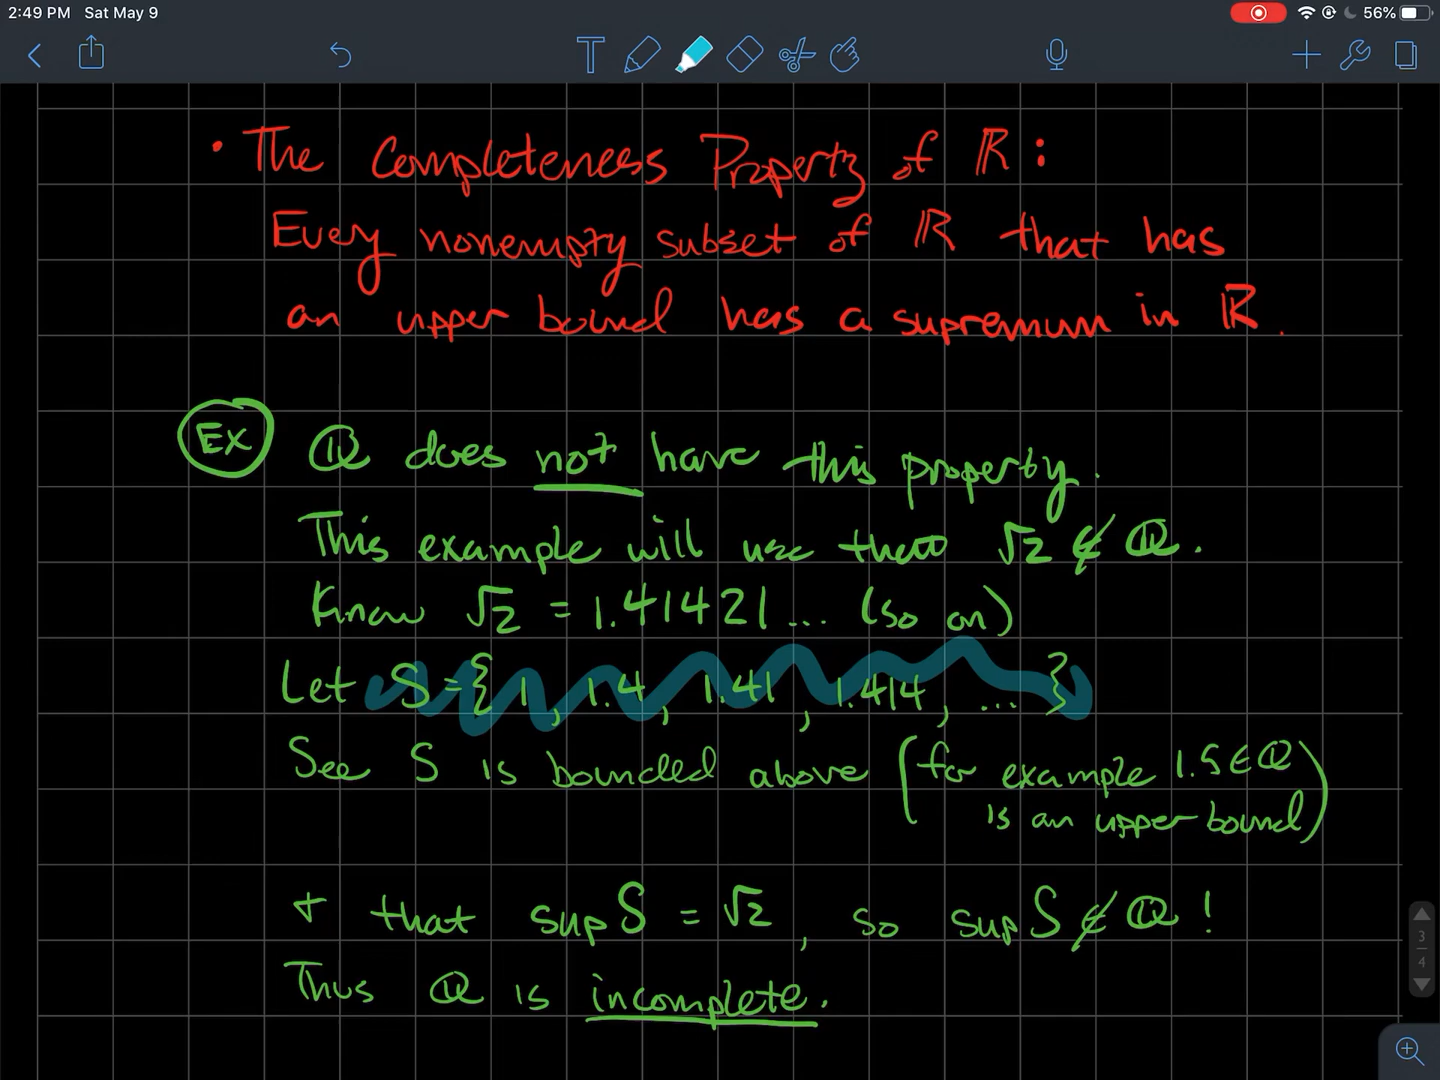 2:49 PM Sat May 9
56%
T
• The Completeness Property of ℝ:
Every nonempty subset of ℝ that has
an upper bound has a supremum in ℝ.
Ex ℚ does not have this property.
This example will use that √2 ∉ ℚ.
Know √2 = 1.41421... (so on)
Let S = {1, 1.4, 1.41, 1.414, ... }
See S is bounded above (for example 1.5 ∈ ℚ
is an upper bound)
+ that sup S = √2, so sup S ∉ ℚ!
Thus ℚ is incomplete.
3
4